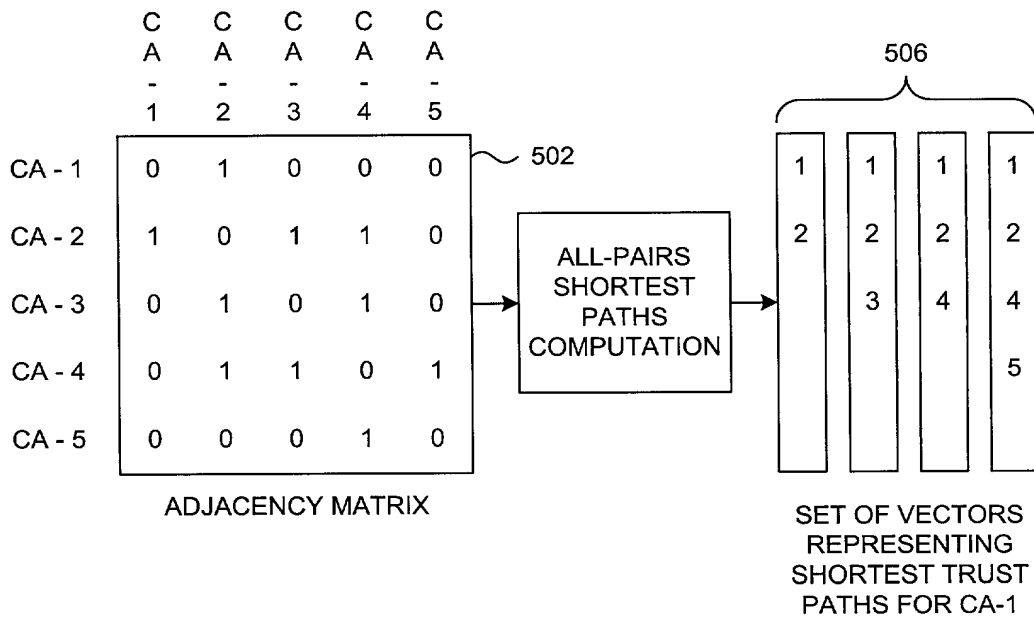 C C C C C
A A A A A
- - - - -
1 2 3 4 5
506
CA - 1 0 1 0 0 0
502
CA - 2 1 0 1 1 0
CA - 3 0 1 0 1 0
CA - 4 0 1 1 0 1
CA - 5 0 0 0 1 0
ADJACENCY MATRIX
ALL-PAIRS
SHORTEST
PATHS
COMPUTATION
1 1 1 1
2 2 2 2
3 4 4
5
SET OF VECTORS
REPRESENTING
SHORTEST TRUST
PATHS FOR CA-1